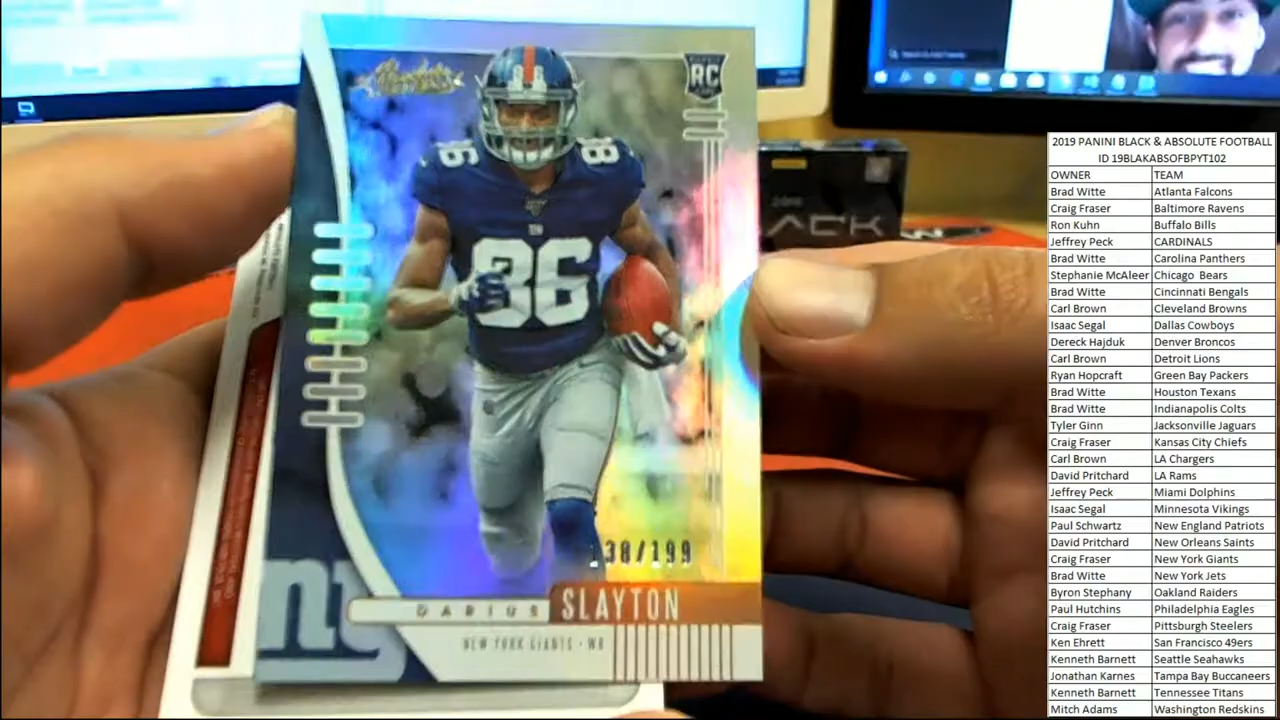 Absolute
RC
88
86 86
86
138/199
DARIUS SLAYTON
NEW YORK GIANTS · WR
ny
ACK
2019 PANINI BLACK & ABSOLUTE FOOTBALL
ID 19BLAKABSOFBPYT102
OWNER TEAM
Brad Witte Atlanta Falcons
Craig Fraser Baltimore Ravens
Ron Kuhn Buffalo Bills
Jeffrey Peck CARDINALS
Brad Witte Carolina Panthers
Stephanie McAleer Chicago Bears
Brad Witte Cincinnati Bengals
Carl Brown Cleveland Browns
Isaac Segal Dallas Cowboys
Dereck Hajduk Denver Broncos
Carl Brown Detroit Lions
Ryan Hopcraft Green Bay Packers
Brad Witte Houston Texans
Brad Witte Indianapolis Colts
Tyler Ginn Jacksonville Jaguars
Craig Fraser Kansas City Chiefs
Carl Brown LA Chargers
David Pritchard LA Rams
Jeffrey Peck Miami Dolphins
Isaac Segal Minnesota Vikings
Paul Schwartz New England Patriots
David Pritchard New Orleans Saints
Craig Fraser New York Giants
Brad Witte New York Jets
Byron Stephany Oakland Raiders
Paul Hutchins Philadelphia Eagles
Craig Fraser Pittsburgh Steelers
Ken Ehrett San Francisco 49ers
Kenneth Barnett Seattle Seahawks
Jonathan Karnes Tampa Bay Buccaneers
Kenneth Barnett Tennessee Titans
Mitch Adams Washington Redskins